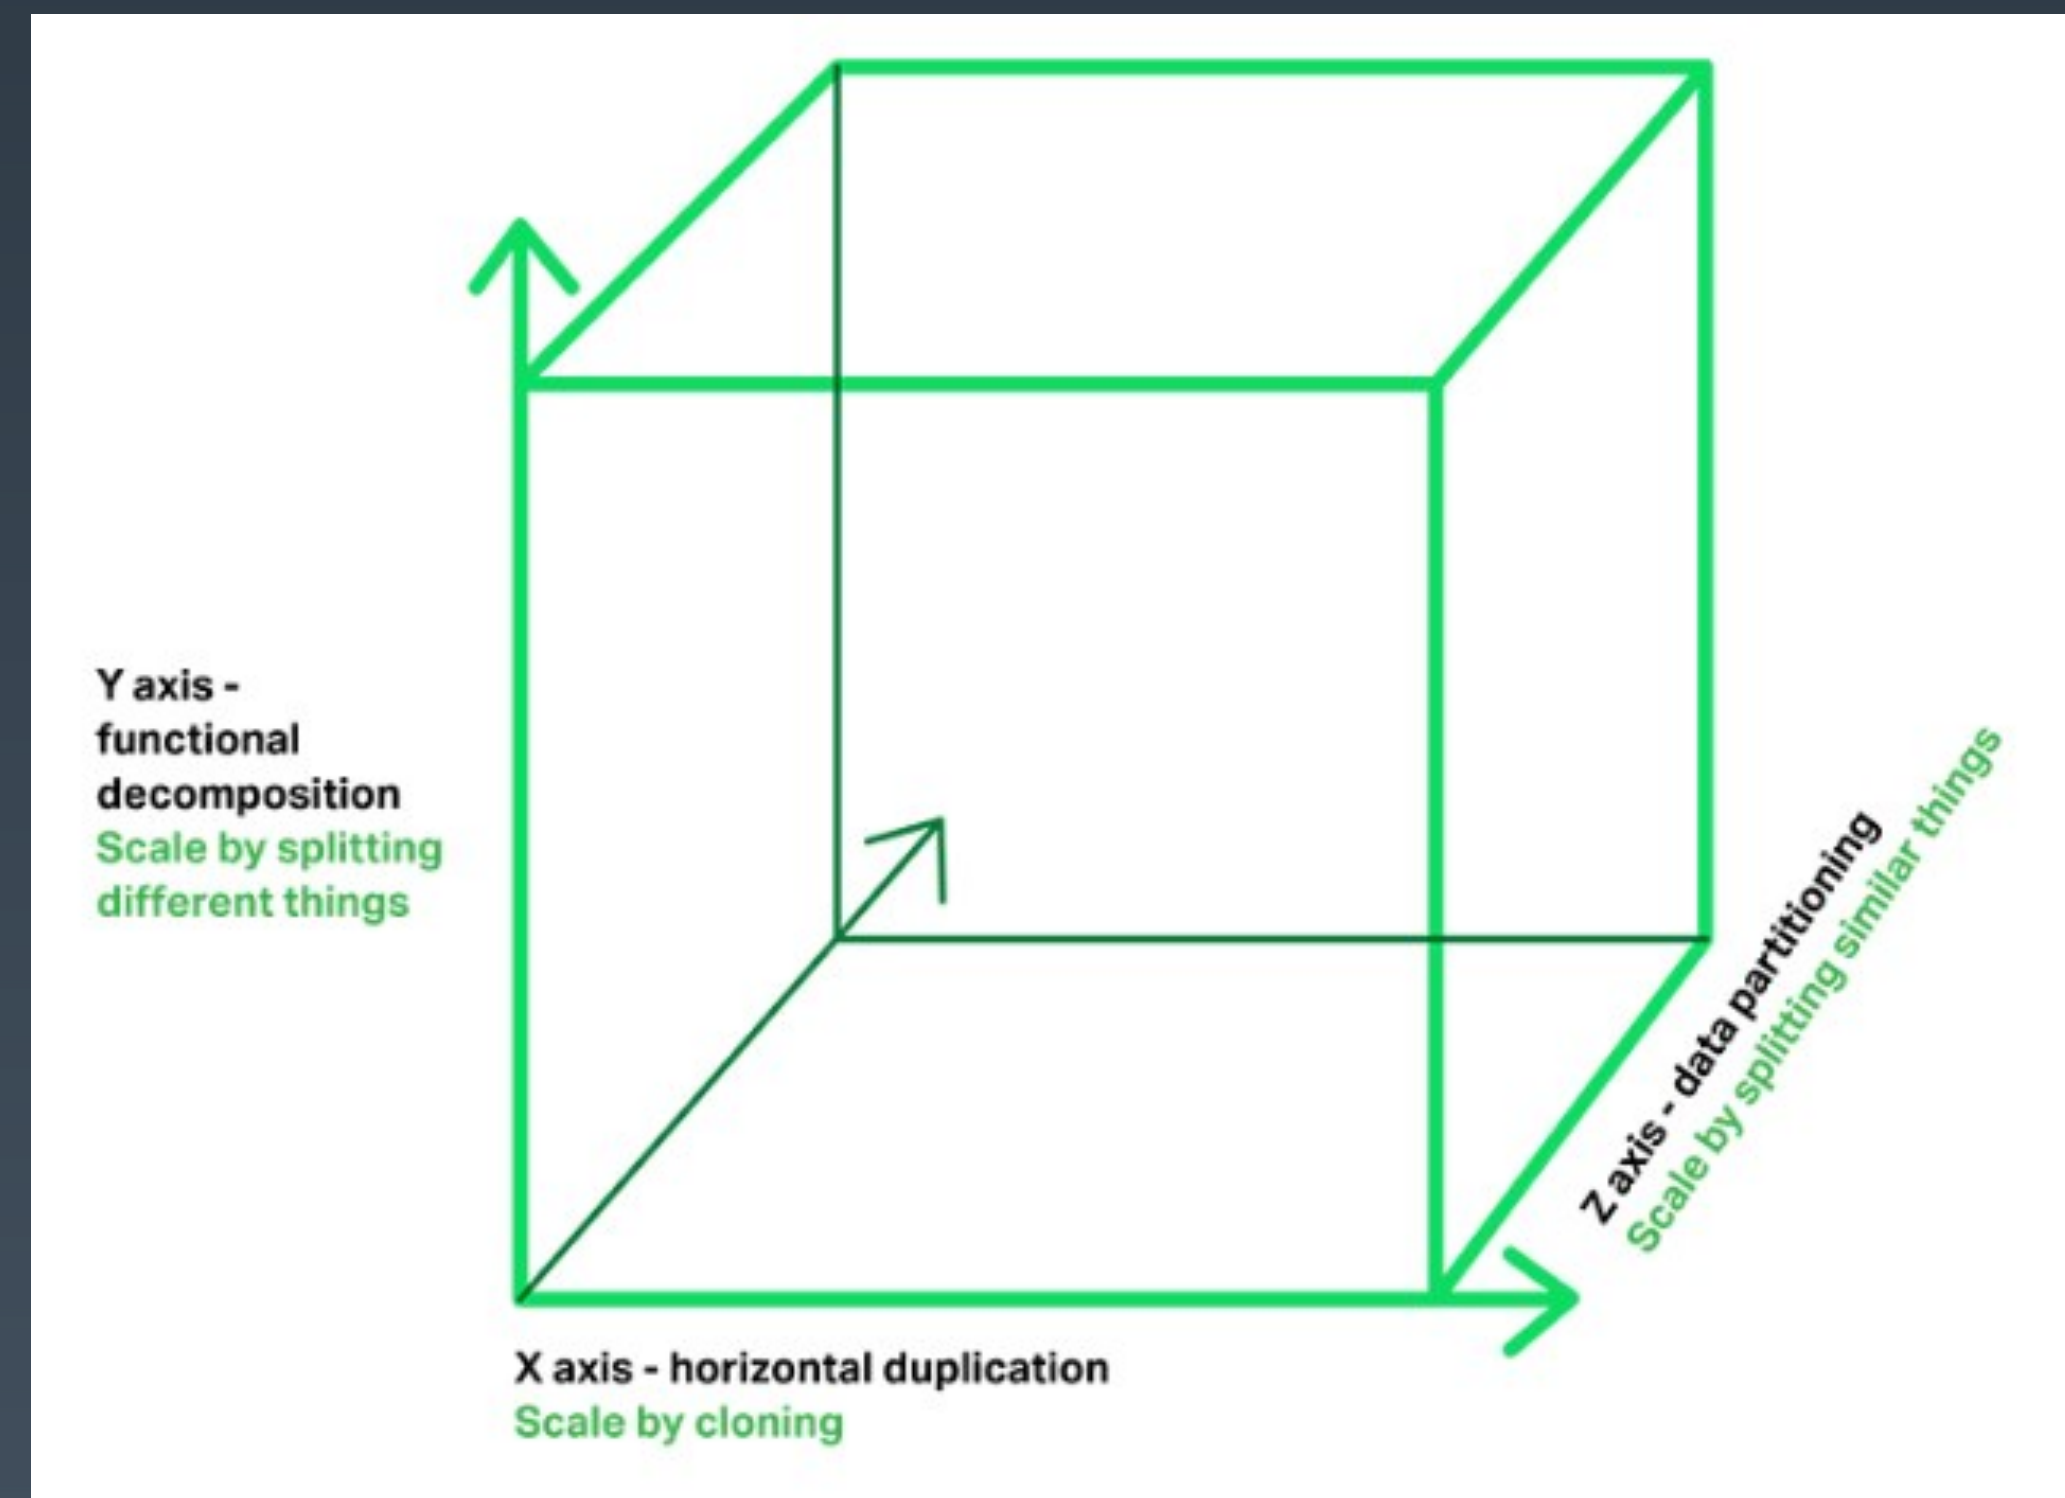 Y axis -
functional
decomposition
Scale by splitting
different things
Z axis - data partitioning
Scale by splitting similar things
X axis - horizontal duplication
Scale by cloning